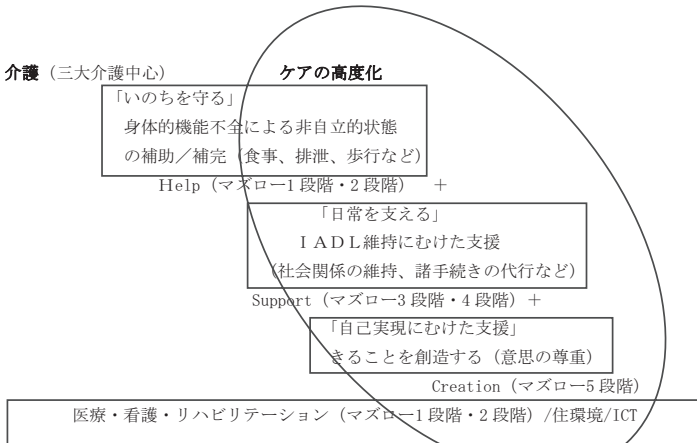 介護（三大介護中心） ケアの高度化
「いのちを守る」
身体的機能不全による非自立的状態
の補助／補完（食事、排泄、歩行など）
Help（マズロー1段階・2段階） ＋
「日常を支える」
ＩＡＤＬ維持にむけた支援
（社会関係の維持、諸手続きの代行など）
Support（マズロー3段階・4段階）＋
「自己実現にむけた支援」
きることを創造する（意思の尊重）
Creation（マズロー5段階）
医療・看護・リハビリテーション（マズロー1段階・2段階）/住環境/ICT